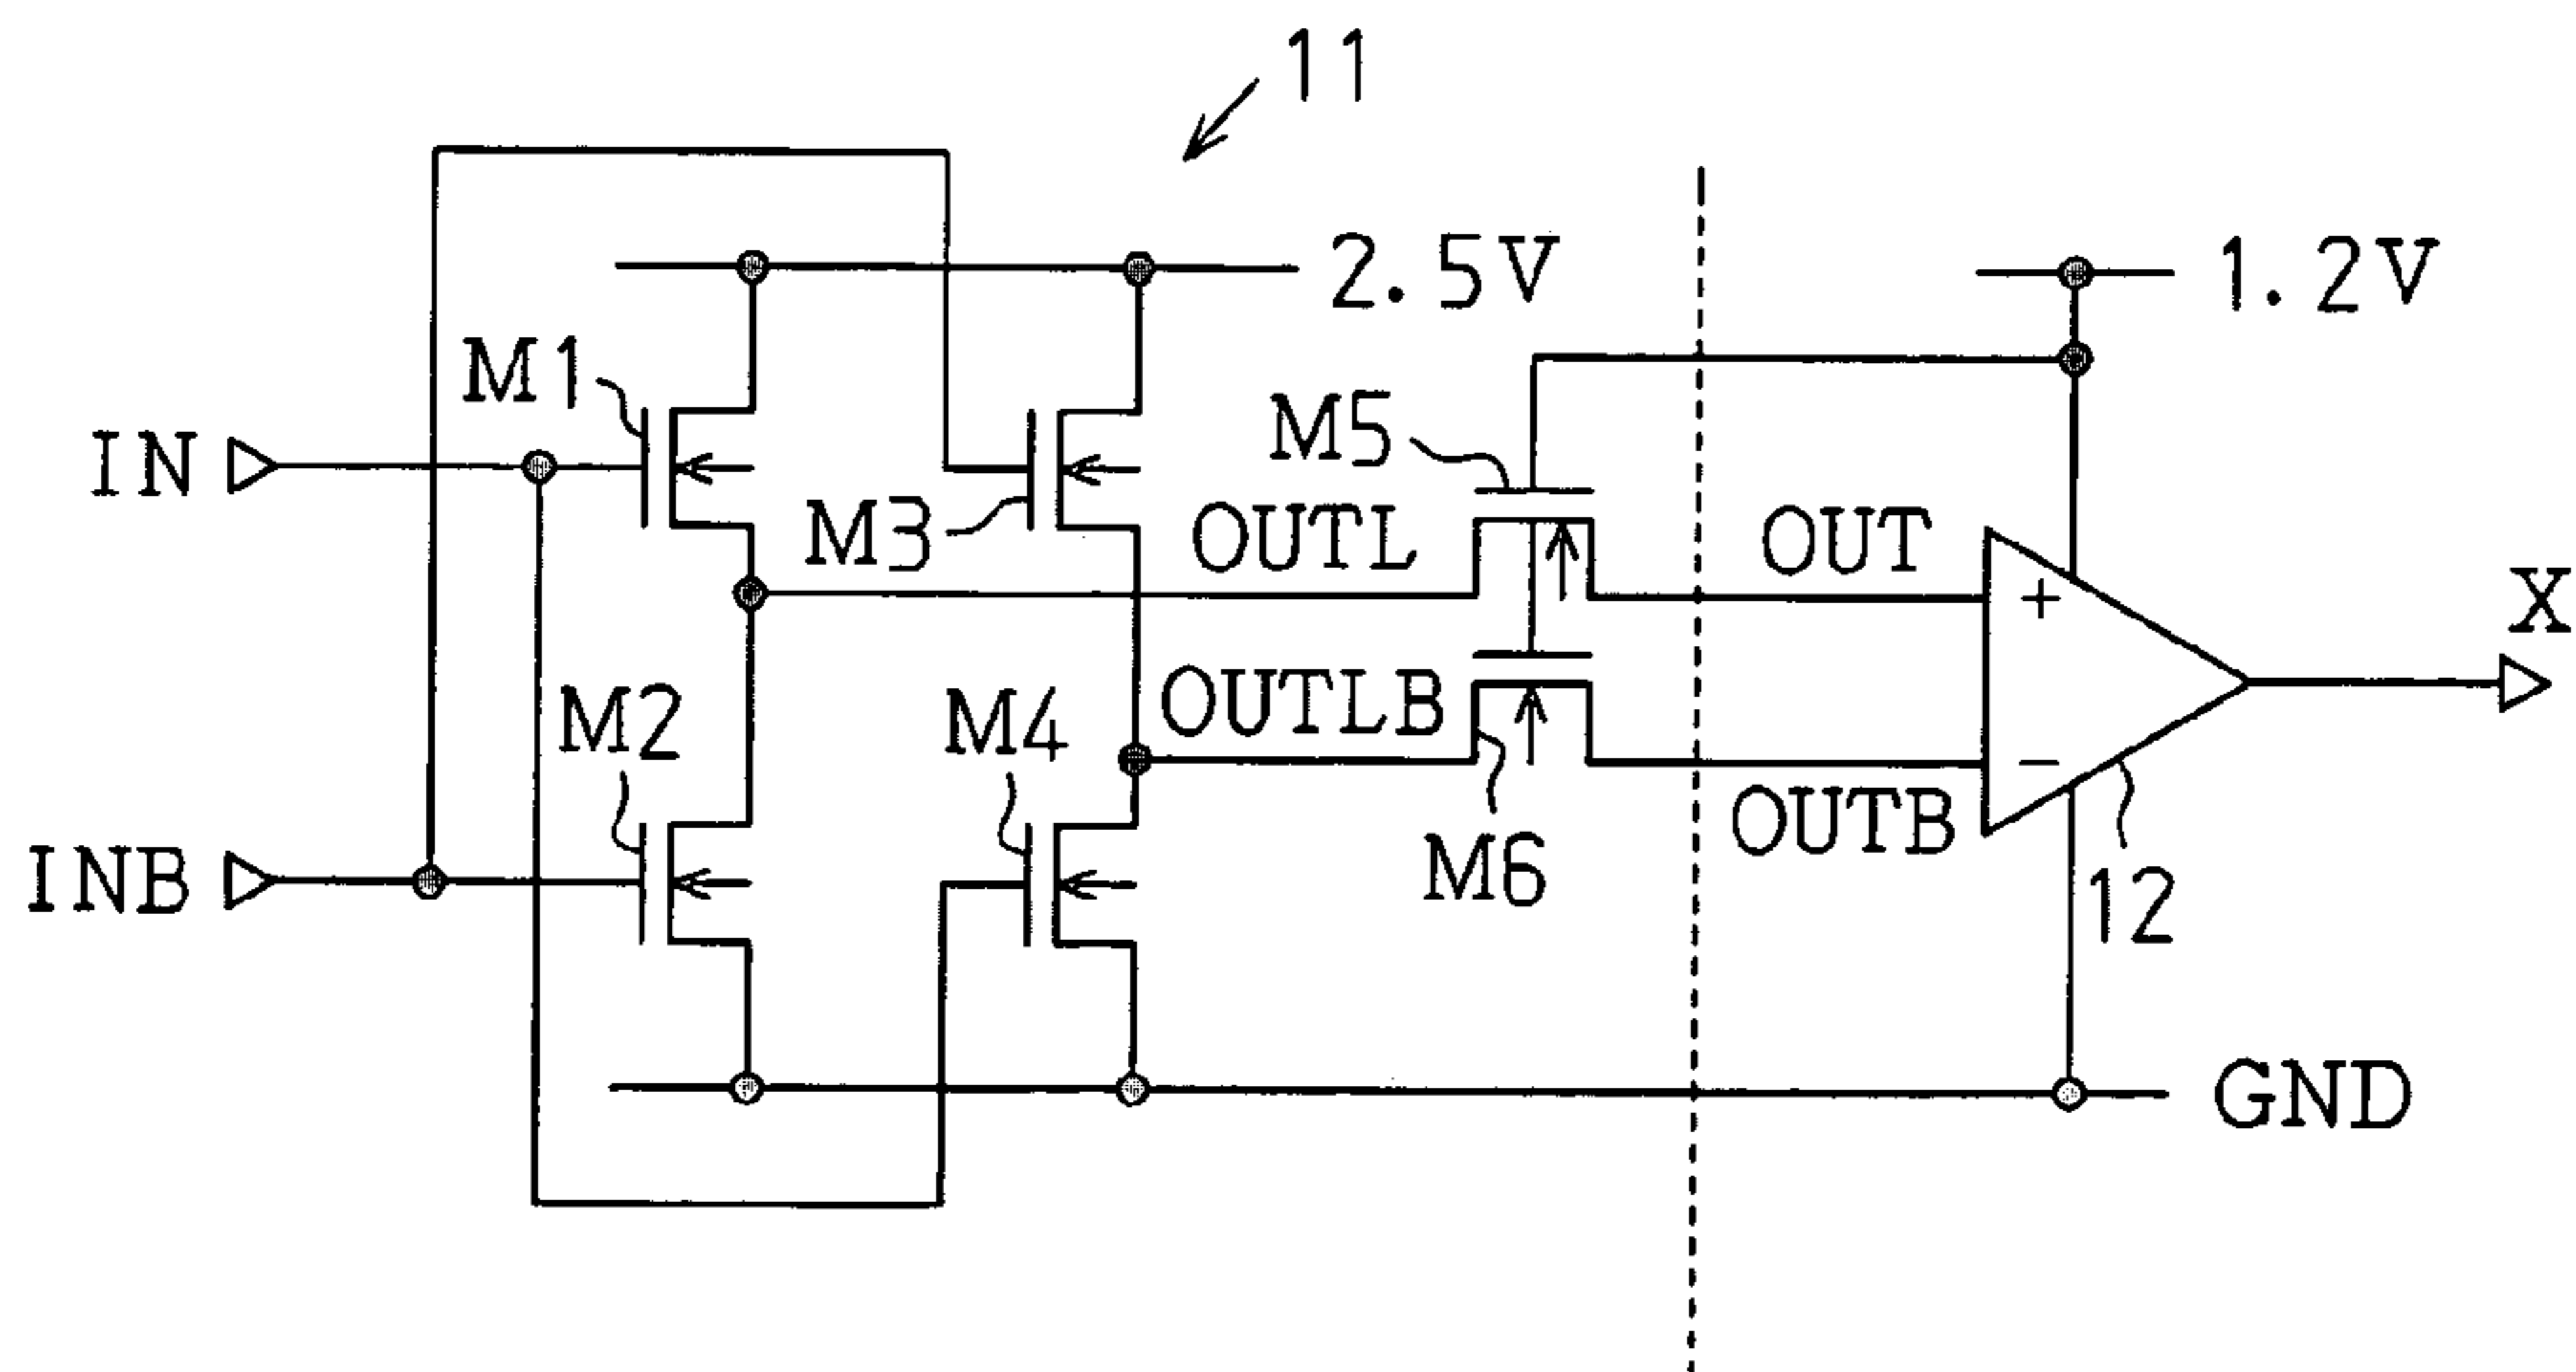 11
2.5V
1.2V
M1
M5
IN
M3
OUTL
OUT
+
X
M2
M4
OUTLB
−
OUTB
INB
M6
12
GND